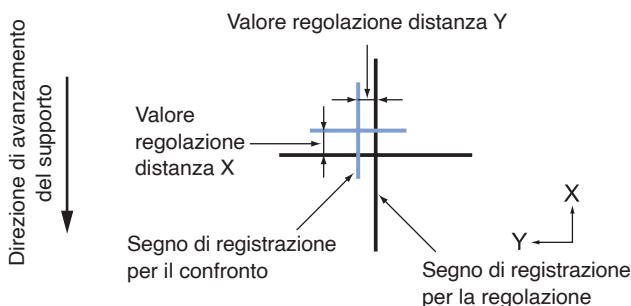 Direzione di avanzamento
del supporto
Valore regolazione distanza Y
Valore
regolazione
distanza X
Segno di registrazione
per il confronto
Segno di registrazione
per la regolazione
X
Y